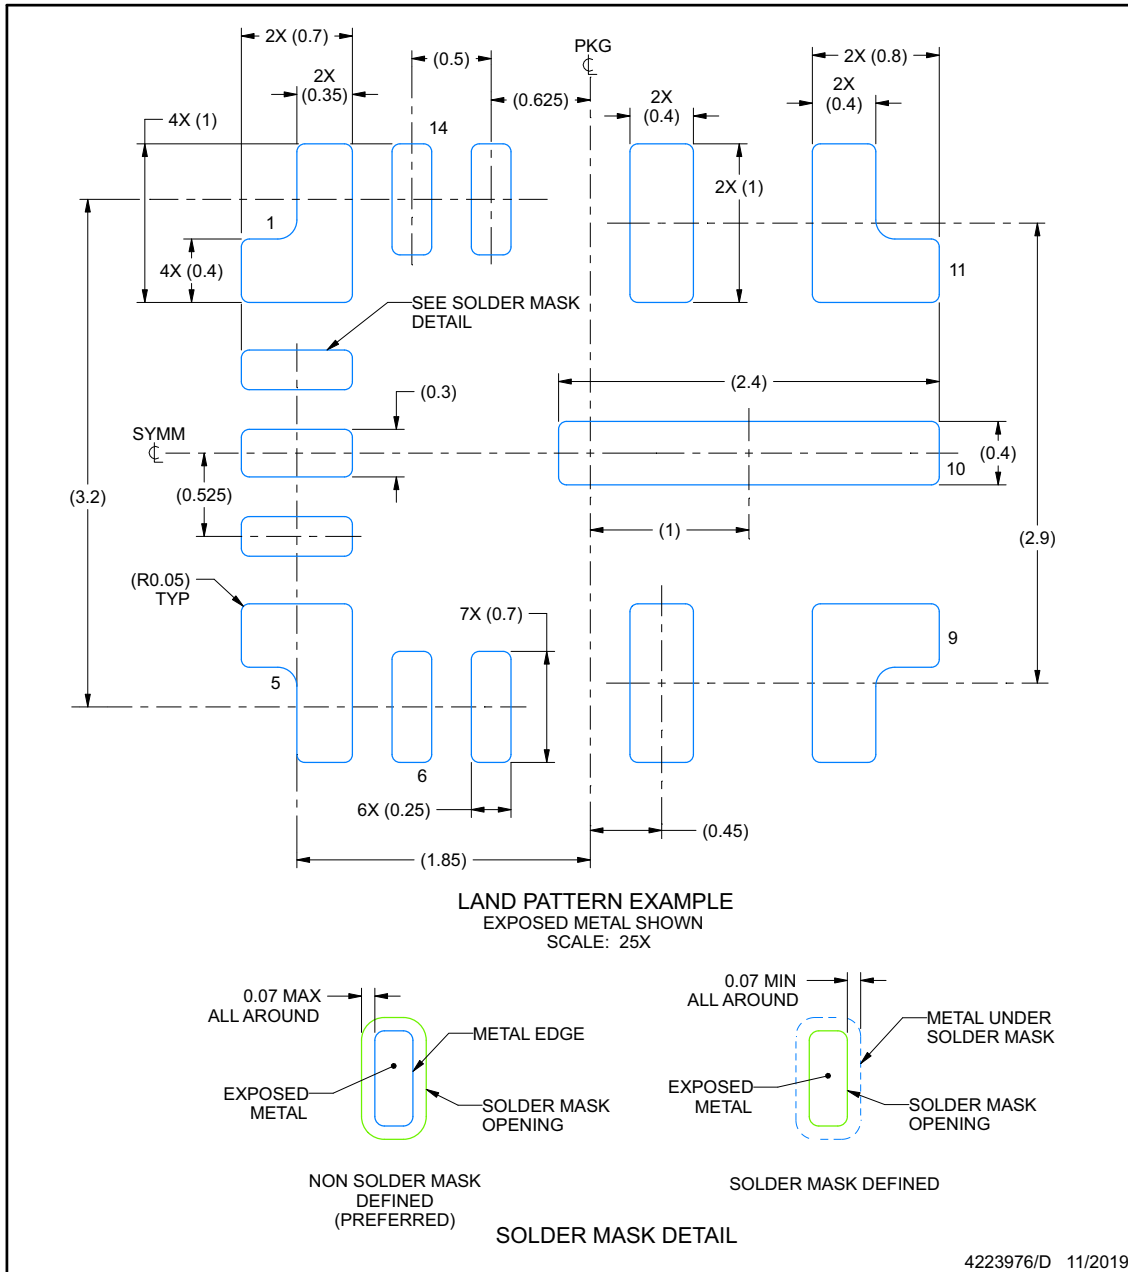 2X (0.7)
(0.5)
PKG
2X (0.8)
2X
(0.35)
(0.625)
2X
(0.4)
2X
(0.4)
4X (1)
14
2X (1)
1
4X (0.4)
11
SEE SOLDER MASK
DETAIL
(2.4)
(0.3)
SYMM
(0.4)
10
(3.2)
(0.525)
(1)
(2.9)
(R0.05)
TYP
7X (0.7)
9
5
6
6X (0.25)
(0.45)
(1.85)
LAND PATTERN EXAMPLE
EXPOSED METAL SHOWN
SCALE: 25X
0.07 MAX
ALL AROUND
METAL EDGE
EXPOSED
METAL
SOLDER MASK
OPENING
NON SOLDER MASK
DEFINED
(PREFERRED)
0.07 MIN
ALL AROUND
METAL UNDER
SOLDER MASK
EXPOSED
METAL
SOLDER MASK
OPENING
SOLDER MASK DEFINED
SOLDER MASK DETAIL
4223976/D 11/2019